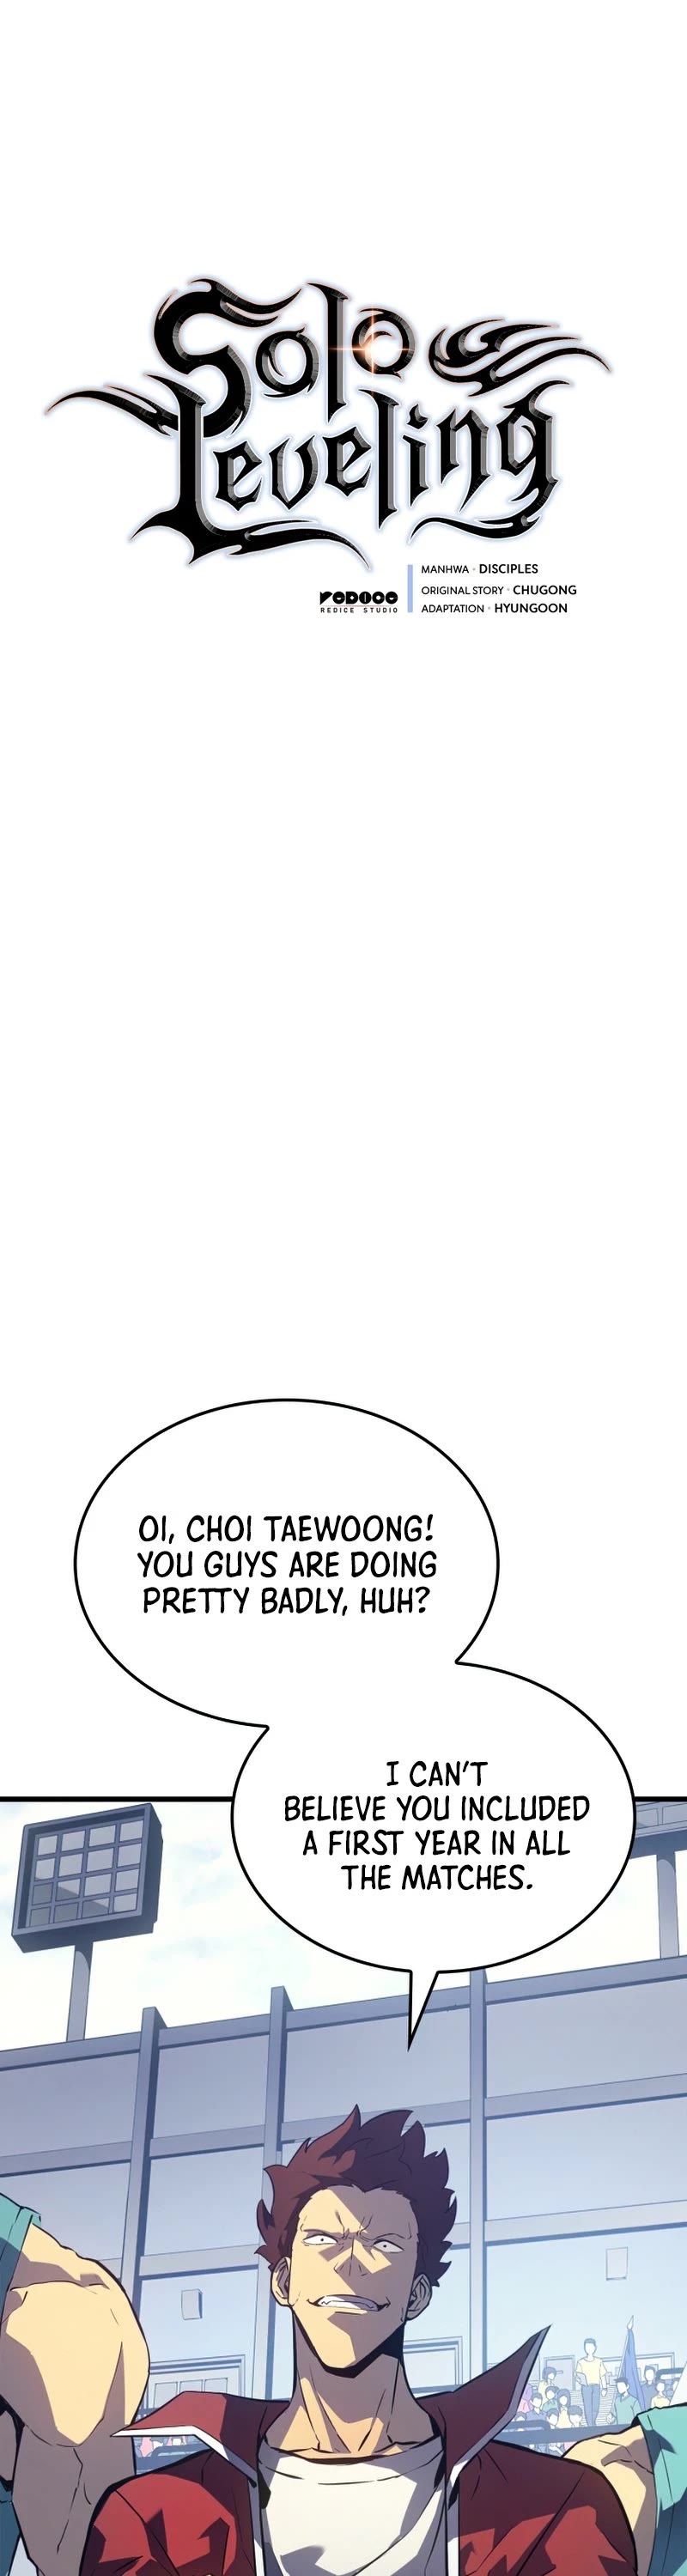 Solo
Leveling
REDICE
REDICE STUDIO
MANHWA • DISCIPLES
ORIGINAL STORY • CHUGONG
ADAPTATION • HYUNGOON
OI, CHOI TAEWOONG!
YOU GUYS ARE DOING
PRETTY BADLY, HUH?
I CAN'T
BELIEVE YOU INCLUDED
A FIRST YEAR IN ALL
THE MATCHES.